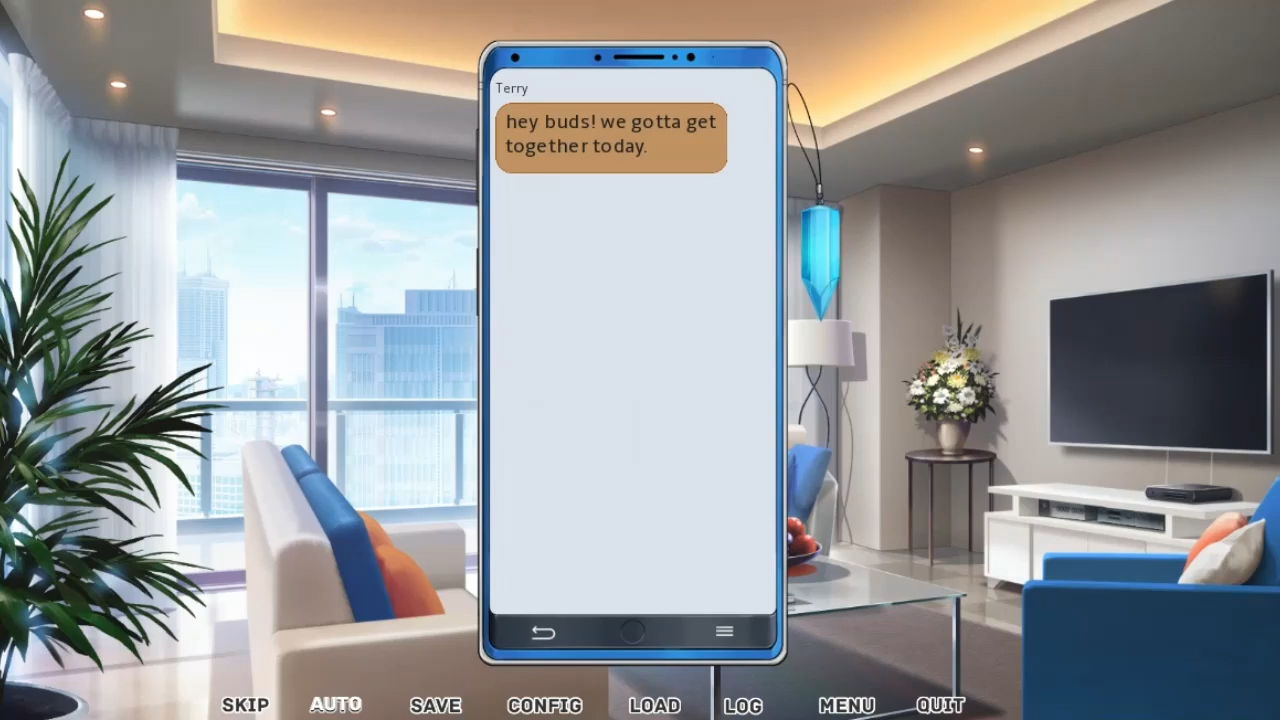 Terry
hey buds! we gotta get
together today.
SKIP AUTO SAVE CONFIG LOAD LOG MENU QUIT